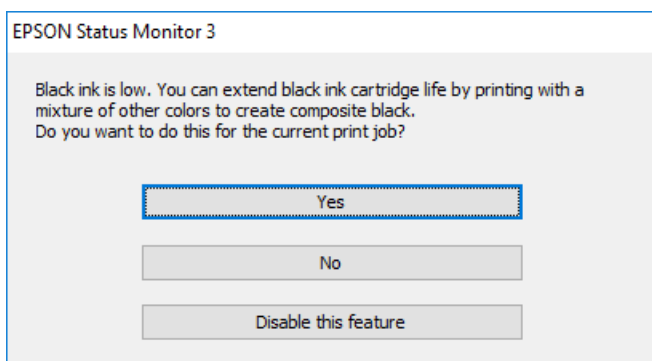 EPSON Status Monitor 3
Black ink is low. You can extend black ink cartridge life by printing with a
mixture of other colors to create composite black.
Do you want to do this for the current print job?
Yes
No
Disable this feature